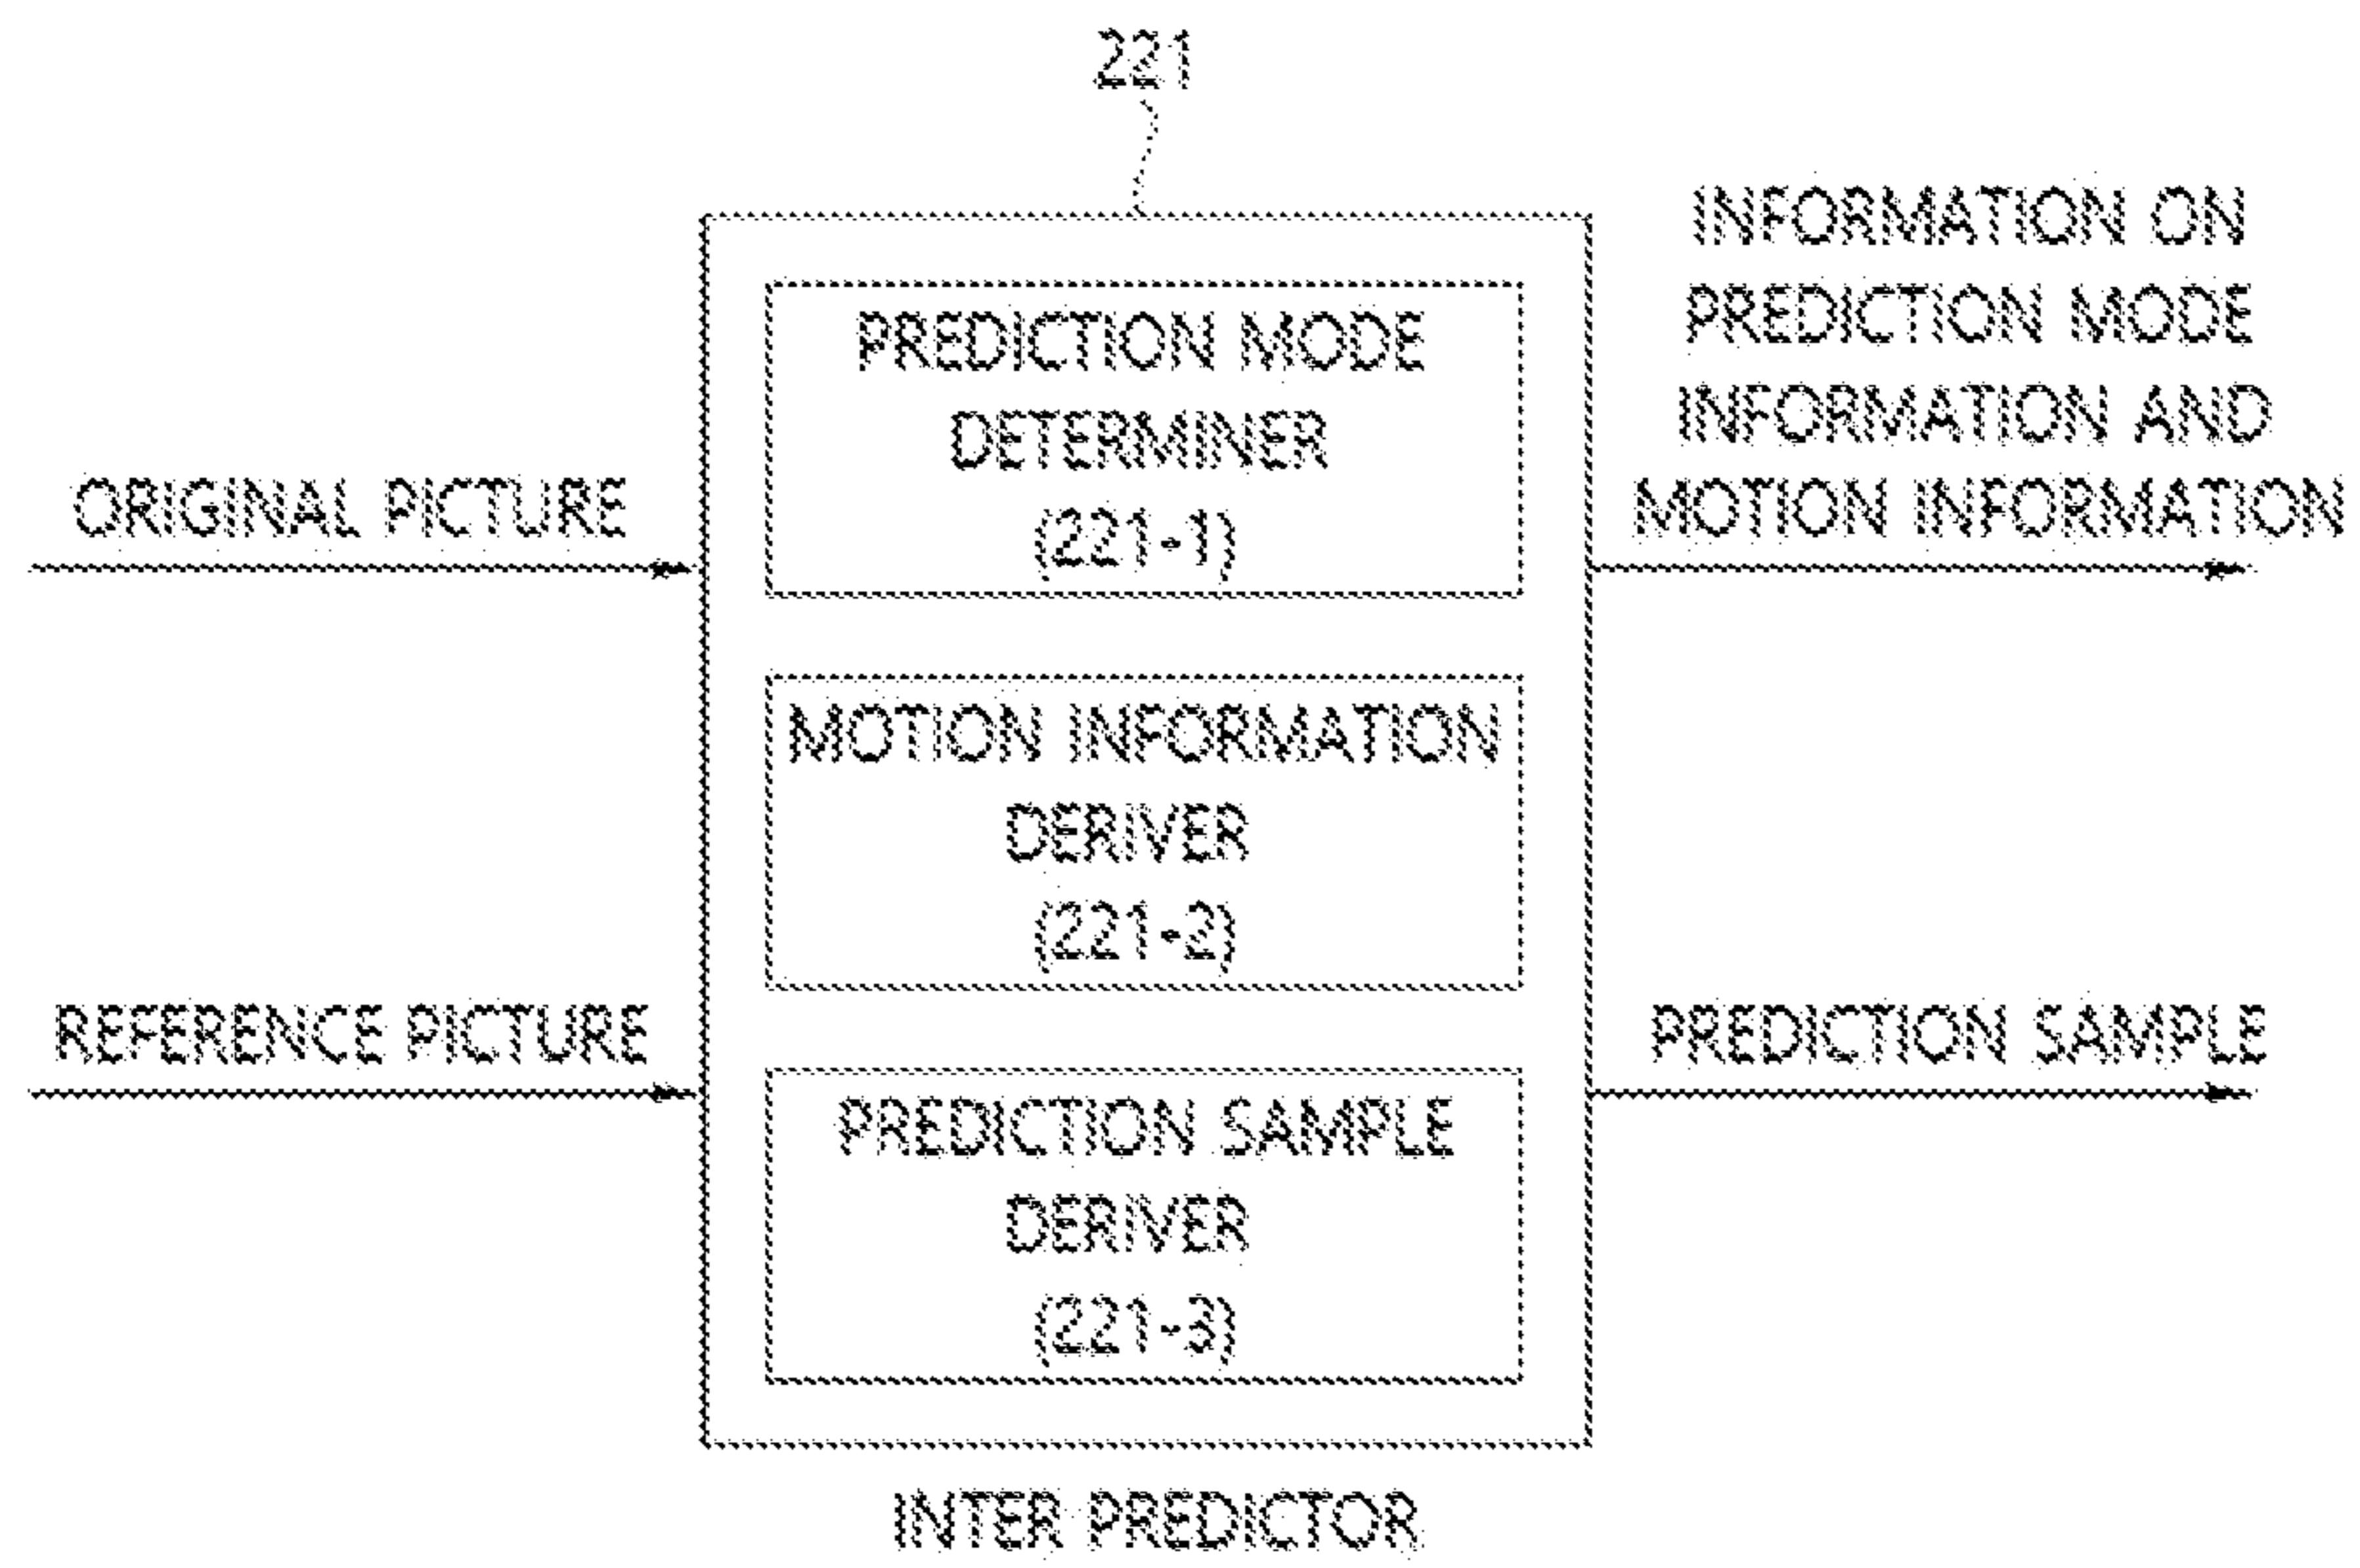 221
INFORMATION ON
PREDICTION MODE
INFORMATION AND
MOTION INFORMATION
PREDICTION MODE
DETERMINER
(221-1)
ORIGINAL PICTURE
MOTION INFORMATION
DERIVER
(221-2)
REFERENCE PICTURE
PREDICTION SAMPLE
PREDICTION SAMPLE
DERIVER
(221-3)
INTER PREDICTOR